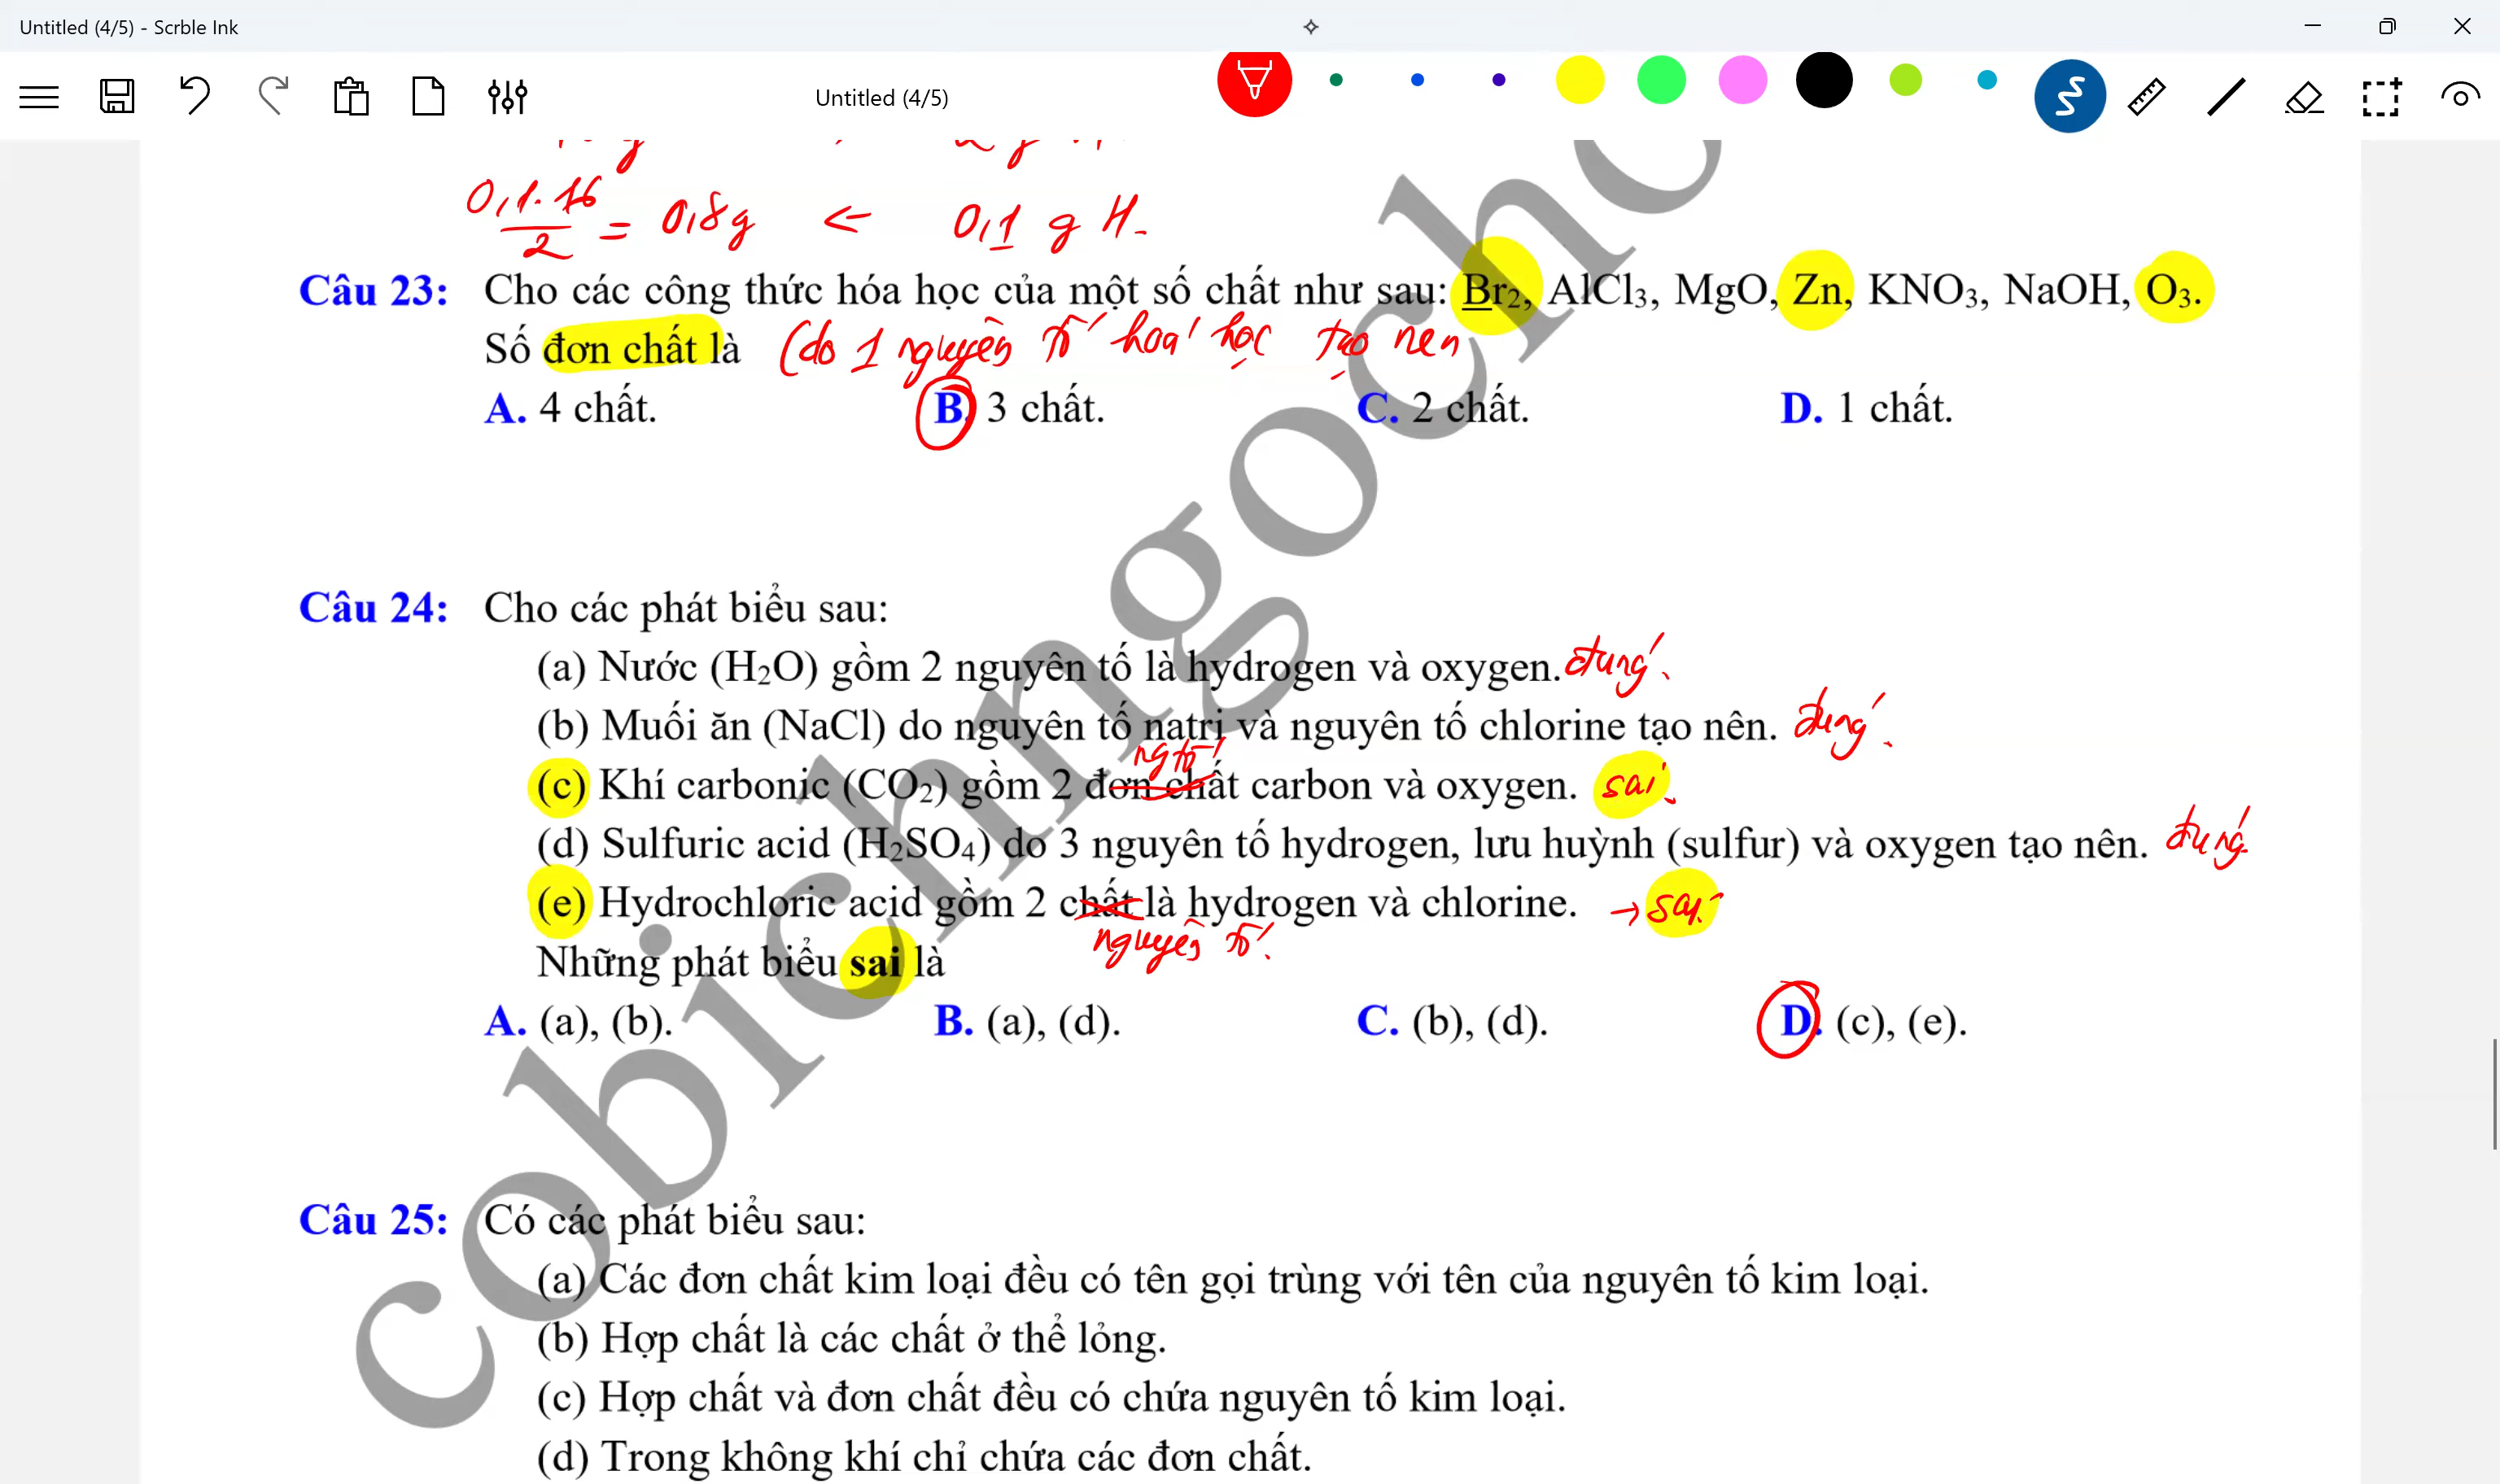 Untitled (4/5) - Scrble Ink
Untitled (4/5)
0,1.16
2
= 0,8g ← 0,1 g H.
Câu 23: Cho các công thức hóa học của một số chất như sau: Br₂, AlCl₃, MgO, Zn, KNO₃, NaOH, O₃.
Số đơn chất là (do 1 nguyên tố hoá học tạo nên
A. 4 chất. B. 3 chất. C. 2 chất. D. 1 chất.
Câu 24: Cho các phát biểu sau:
(a) Nước (H₂O) gồm 2 nguyên tố là hydrogen và oxygen. đúng.
(b) Muối ăn (NaCl) do nguyên tố natri và nguyên tố chlorine tạo nên. đúng.
ng tố
(c) Khí carbonic (CO₂) gồm 2 đơn chất carbon và oxygen. sai.
(d) Sulfuric acid (H₂SO₄) do 3 nguyên tố hydrogen, lưu huỳnh (sulfur) và oxygen tạo nên. đúng.
(e) Hydrochloric acid gồm 2 chất là hydrogen và chlorine. → sai
nguyên tố.
Những phát biểu sai là
A. (a), (b). B. (a), (d). C. (b), (d). D. (c), (e).
Câu 25: Có các phát biểu sau:
(a) Các đơn chất kim loại đều có tên gọi trùng với tên của nguyên tố kim loại.
(b) Hợp chất là các chất ở thể lỏng.
(c) Hợp chất và đơn chất đều có chứa nguyên tố kim loại.
(d) Trong không khí chỉ chứa các đơn chất.
cobichngocho